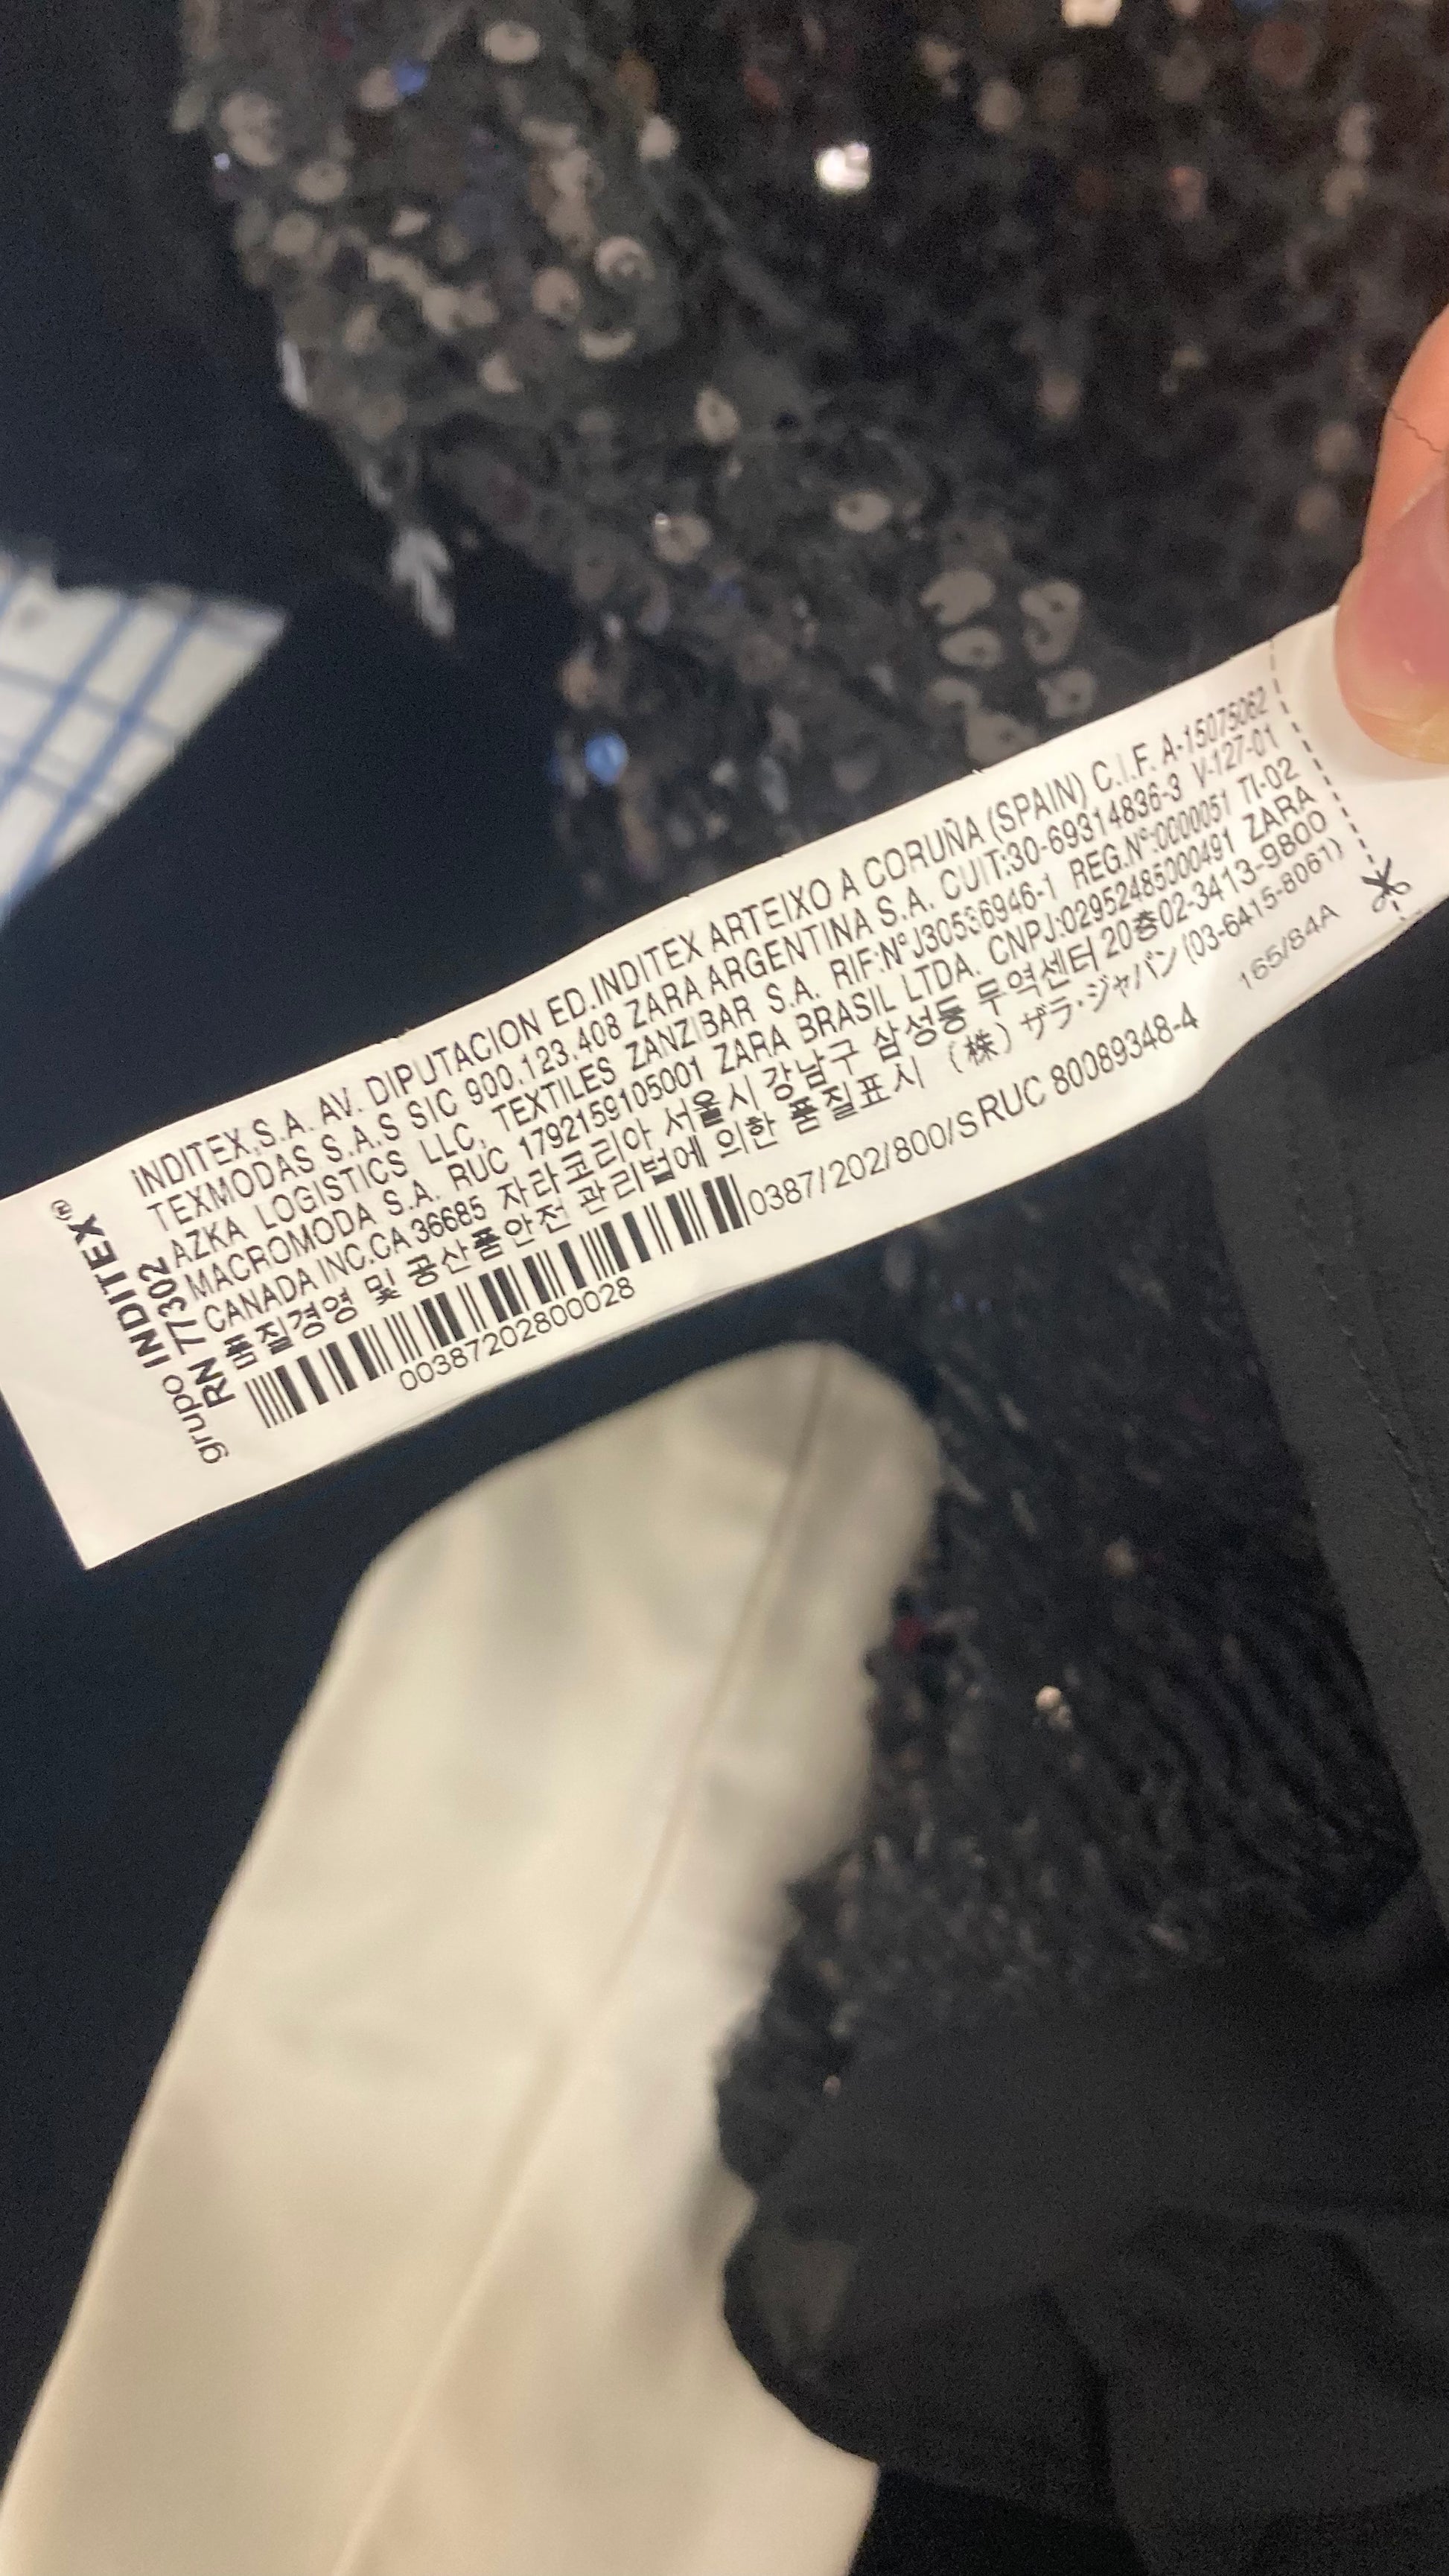 grupo INDITEX®
RN 77302
INDITEX,S.A. AV. DIPUTACION ED.INDITEX ARTEIXO A CORUÑA (SPAIN) C.I.F. A-15075062
TEXMODAS S.A.S SIC 900.123.408 ZARA ARGENTINA S.A. CUIT:30-69314836-3 V-127-01
AZKA LOGISTICS LLC, TEXTILES ZANZIBAR S.A. RIF:NºJ30536946-1 REG.Nº:0000051 TI-02
MACROMODA S.A. RUC 1792159105001 ZARA BRASIL LTDA. CNPJ:02952485000491 ZARA
CANADA INC.CA 36685 자라코리아 서울시 강남구 삼성동 무역센터 20층02-3413-9800
품질경영 및 공산품안전 관리법에 의한 품질표시 (株) ザラ・ジャパン (03-6415-8061)
0387/202/800/S RUC 80089348-4 165/84A
00387202800028